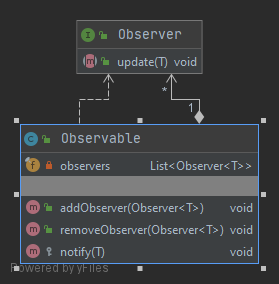 I Observer
m update(T) void
*
1
C Observable
f observers List<Observer<T>>
m addObserver(Observer<T>) void
m removeObserver(Observer<T>) void
m notify(T) void
Powered by yFiles